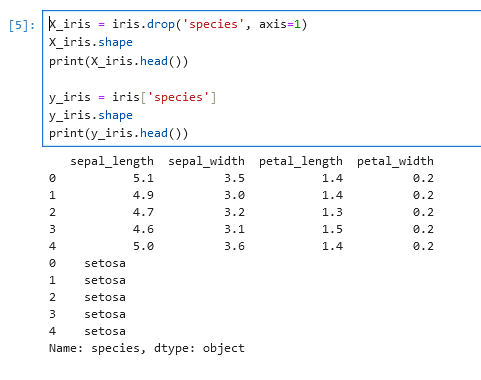 [5]: X_iris = iris.drop('species', axis=1)
X_iris.shape
print(X_iris.head())

y_iris = iris['species']
y_iris.shape
print(y_iris.head())
   sepal_length  sepal_width  petal_length  petal_width
0           5.1          3.5           1.4          0.2
1           4.9          3.0           1.4          0.2
2           4.7          3.2           1.3          0.2
3           4.6          3.1           1.5          0.2
4           5.0          3.6           1.4          0.2
0    setosa
1    setosa
2    setosa
3    setosa
4    setosa
Name: species, dtype: object